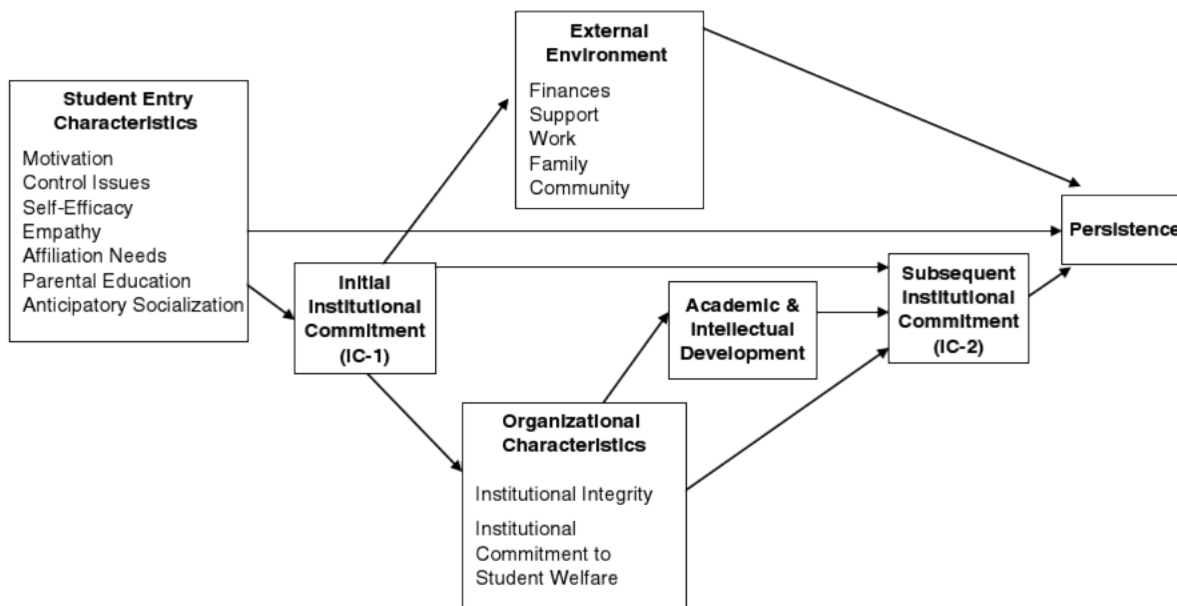 External
Environment
Finances
Support
Work
Family
Community
Student Entry
Characteristics
Motivation
Control Issues
Self-Efficacy
Empathy
Affiliation Needs
Parental Education
Anticipatory Socialization
Initial
Institutional
Commitment
(IC-1)
Organizational
Characteristics
Institutional Integrity
Institutional
Commitment to
Student Welfare
Academic &
Intellectual
Development
Subsequent
Institutional
Commitment
(IC-2)
Persistence